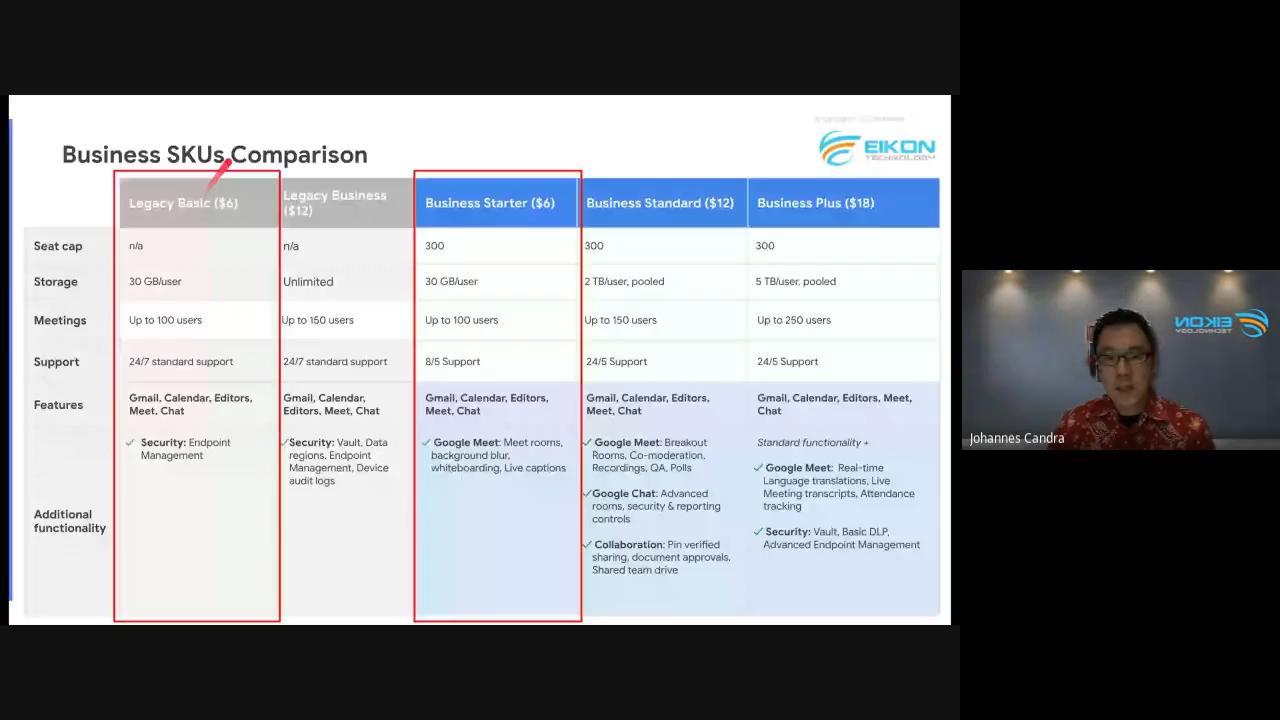 EIKON
TECHNOLOGY
Business SKUs Comparison
Legacy Basic ($6)
Legacy Business
($12)
Business Starter ($6)
Business Standard ($12)
Business Plus ($18)
Seat cap
n/a
n/a
300
300
300
Storage
30 GB/user
Unlimited
30 GB/user
2 TB/user, pooled
5 TB/user, pooled
Meetings
Up to 100 users
Up to 150 users
Up to 100 users
Up to 150 users
Up to 250 users
Support
24/7 standard support
24/7 standard support
8/5 Support
24/5 Support
24/5 Support
Features
Gmail, Calendar, Editors,
Meet, Chat
Gmail, Calendar,
Editors, Meet, Chat
Gmail, Calendar, Editors,
Meet, Chat
Gmail, Calendar, Editors,
Meet, Chat
Gmail, Calendar, Editors, Meet,
Chat
Additional
functionality
✓ Security: Endpoint
Management
✓Security: Vault, Data
regions, Endpoint
Management, Device
audit logs
✓ Google Meet: Meet rooms,
background blur,
whiteboarding, Live captions
✓ Google Meet: Breakout
Rooms, Co-moderation,
Recordings, QA, Polls
✓Google Chat: Advanced
rooms, security & reporting
controls
✓ Collaboration: Pin verified
sharing, document approvals,
Shared team drive
Standard functionality +
✓ Google Meet: Real-time
Language translations, Live
Meeting transcripts, Attendance
tracking
✓ Security: Vault, Basic DLP,
Advanced Endpoint Management
EIKON
TECHNOLOGY
Johannes Candra